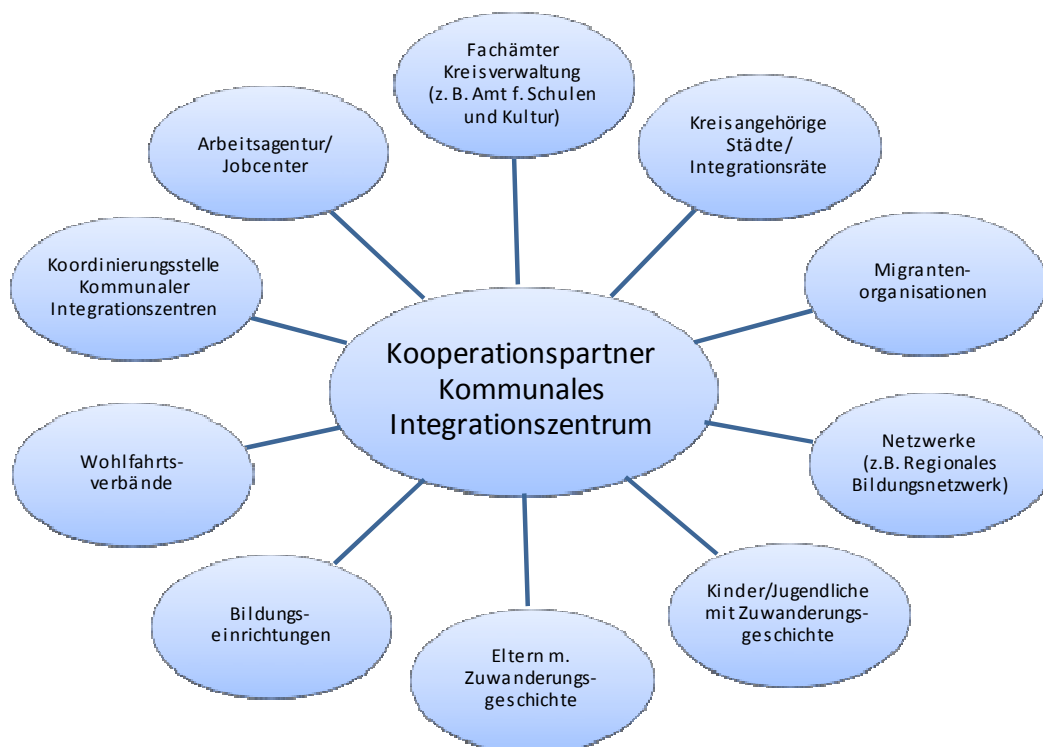 Fachämter
Kreisverwaltung
(z. B. Amt f. Schulen
und Kultur)
Kreisangehörige
Städte/
Integrationsräte
Arbeitsagentur/
Jobcenter
Koordinierungsstelle
Kommunaler
Integrationszentren
Migranten-
organisationen
Kooperationspartner
Kommunales
Integrationszentrum
Wohlfahrts-
verbände
Netzwerke
(z.B. Regionales
Bildungsnetzwerk)
Bildungs-
einrichtungen
Kinder/Jugendliche
mit Zuwanderungs-
geschichte
Eltern m.
Zuwanderungs-
geschichte